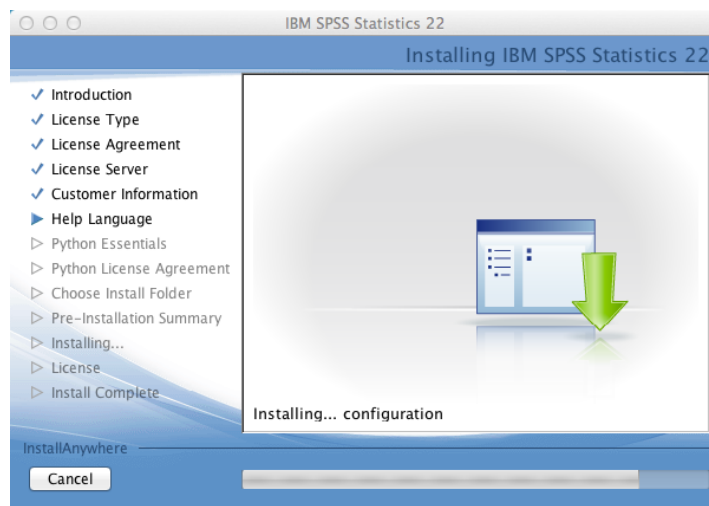 IBM SPSS Statistics 22
Installing IBM SPSS Statistics 22
Introduction
License Type
License Agreement
License Server
Customer Information
Help Language
Python Essentials
Python License Agreement
Choose Install Folder
Pre-Installation Summary
Installing...
License
Install Complete
Installing... configuration
InstallAnywhere
Cancel